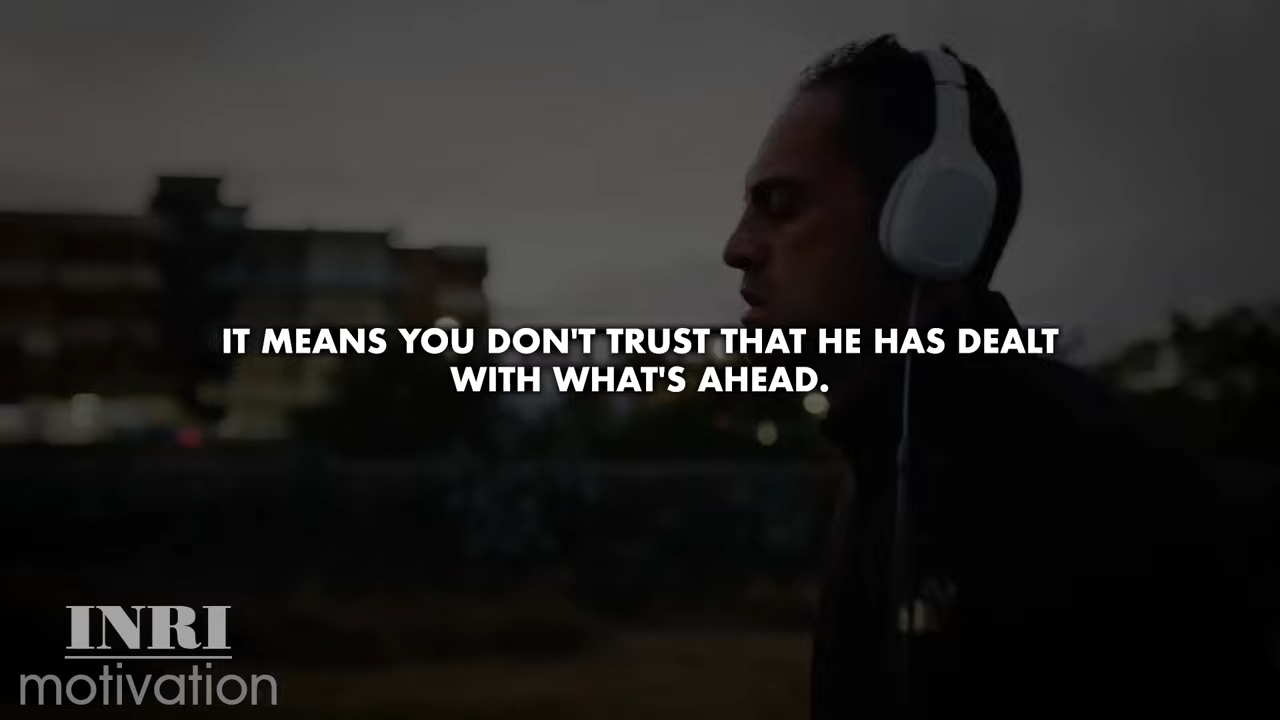 IT MEANS YOU DON'T TRUST THAT HE HAS DEALT
WITH WHAT'S AHEAD.
INRI
motivation